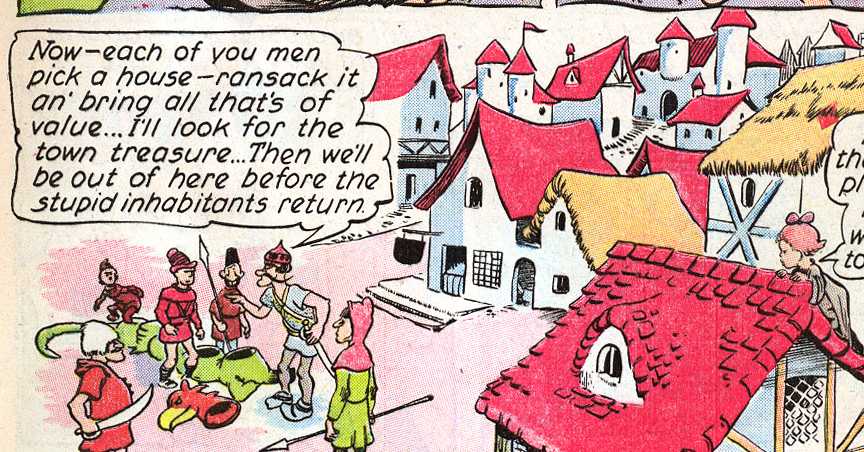 Now—each of you men
pick a house—ransack it
an' bring all that's of
value... I'll look for the
town treasure... Then we'll
be out of here before the
stupid inhabitants return.